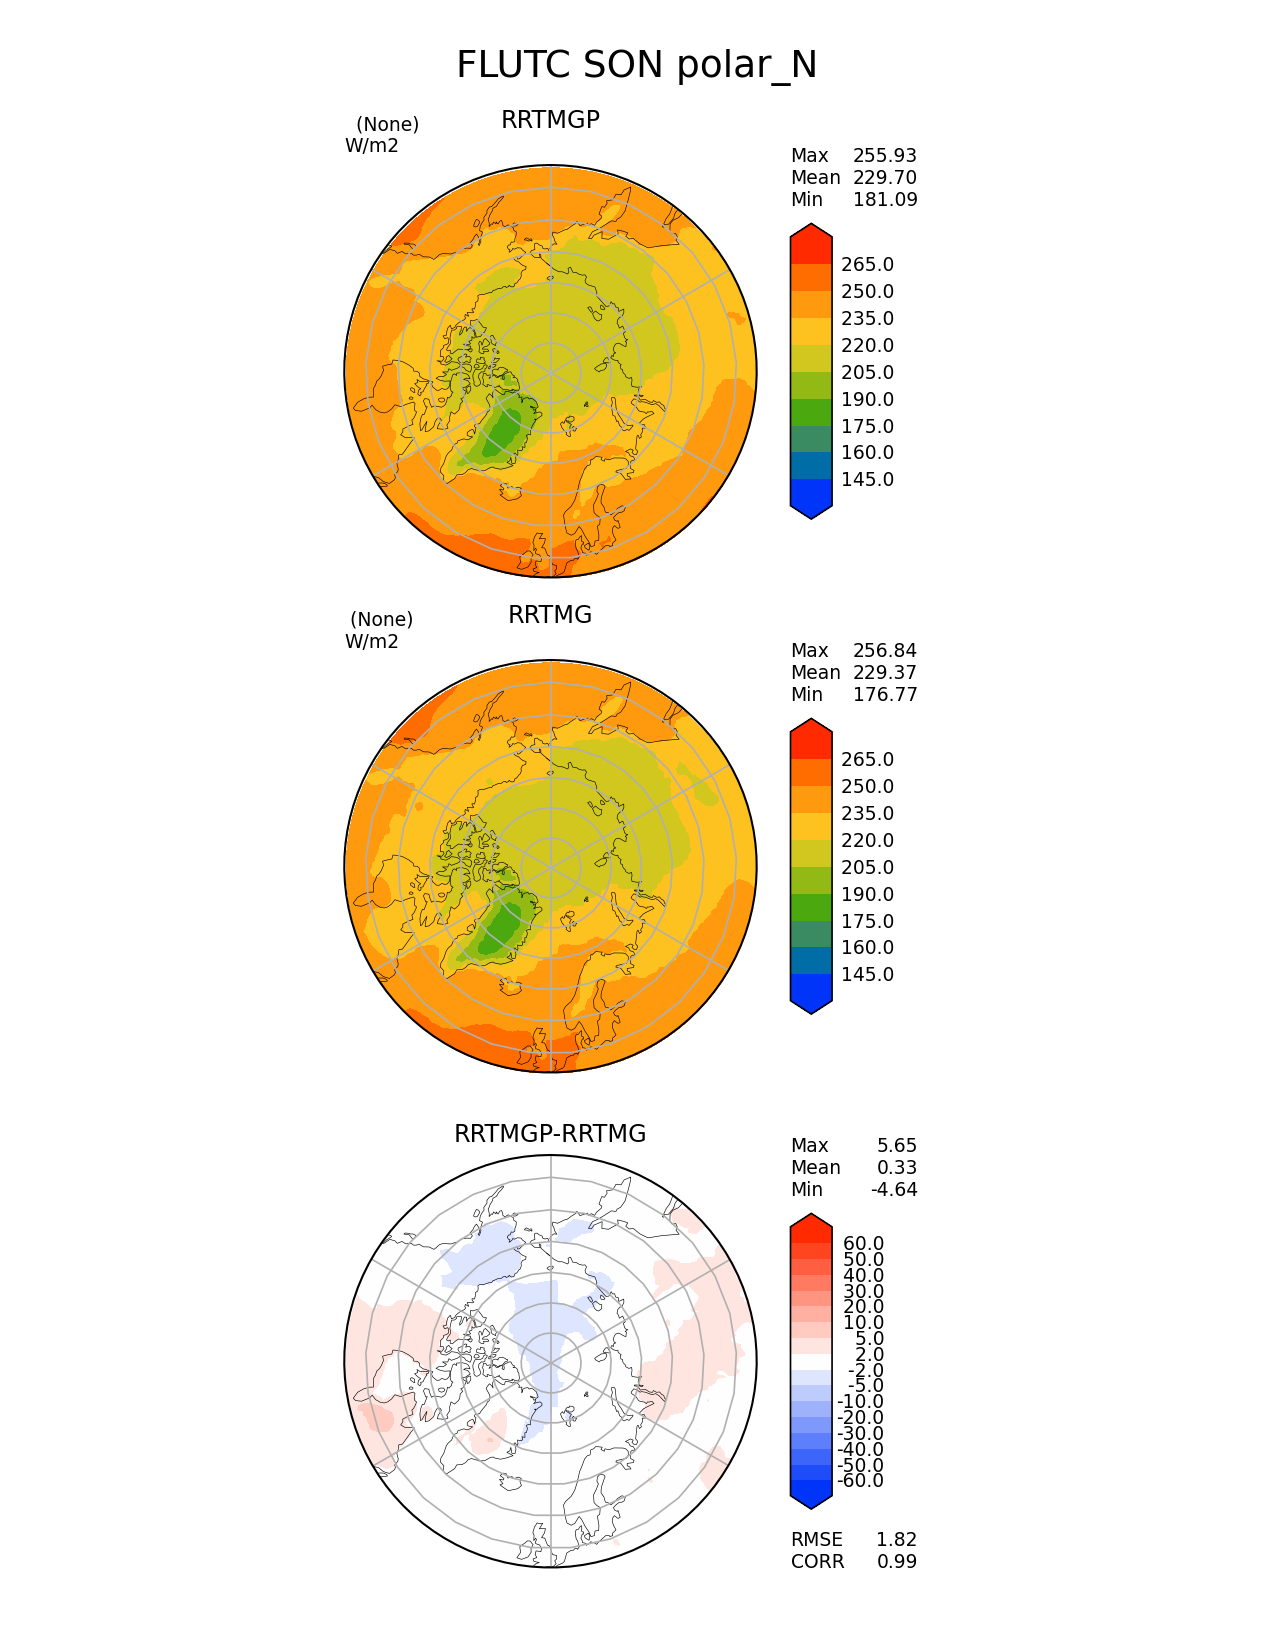 FLUTC SON polar_N
RRTMGP
(None)
W/m2
Max 255.93
Mean 229.70
Min 181.09
265.0
250.0
235.0
220.0
205.0
190.0
175.0
160.0
145.0
RRTMG
(None)
W/m2
Max 256.84
Mean 229.37
Min 176.77
265.0
250.0
235.0
220.0
205.0
190.0
175.0
160.0
145.0
RRTMGP-RRTMG
Max 5.65
Mean 0.33
Min -4.64
60.0
50.0
40.0
30.0
20.0
10.0
5.0
2.0
-2.0
-5.0
-10.0
-20.0
-30.0
-40.0
-50.0
-60.0
RMSE 1.82
CORR 0.99